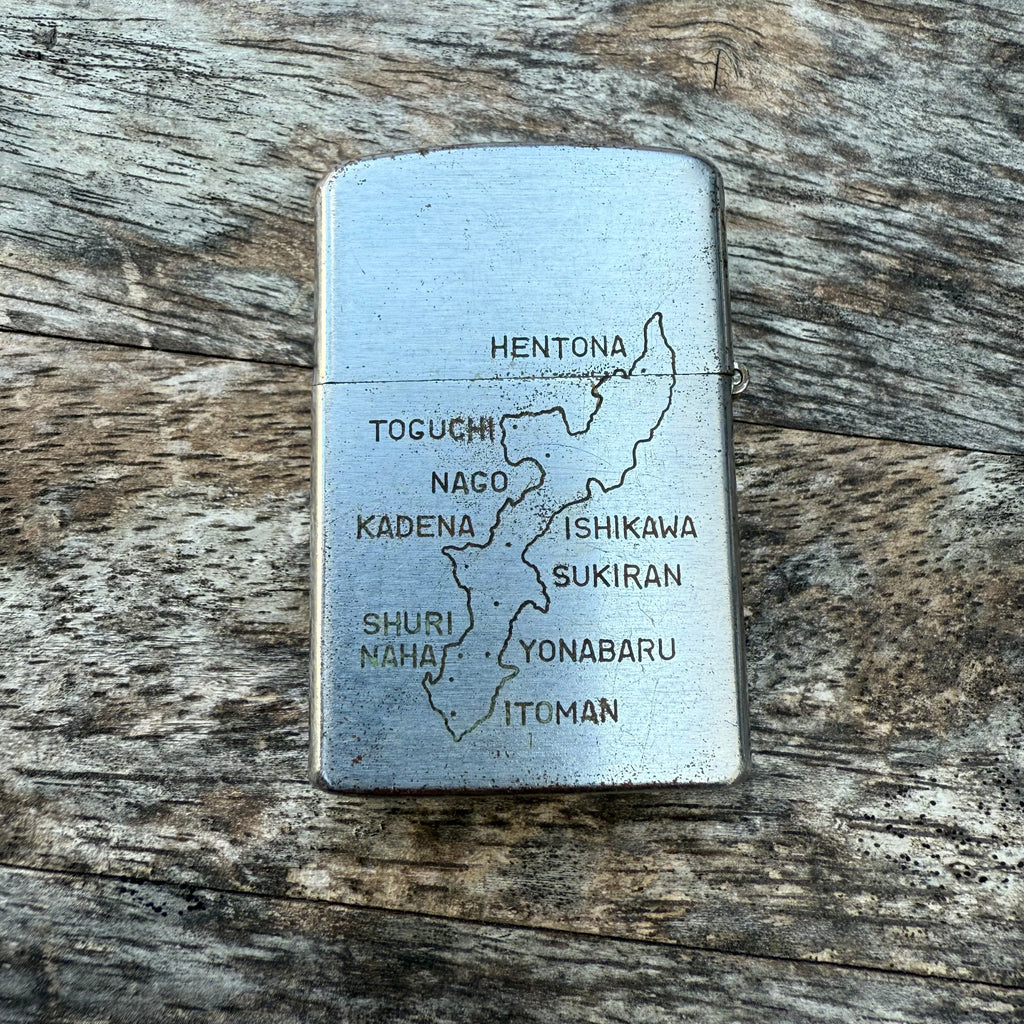 HENTONA
TOGUCHI
NAGO
KADENA
ISHIKAWA
SUKIRAN
SHURI
NAHA
YONABARU
ITOMAN